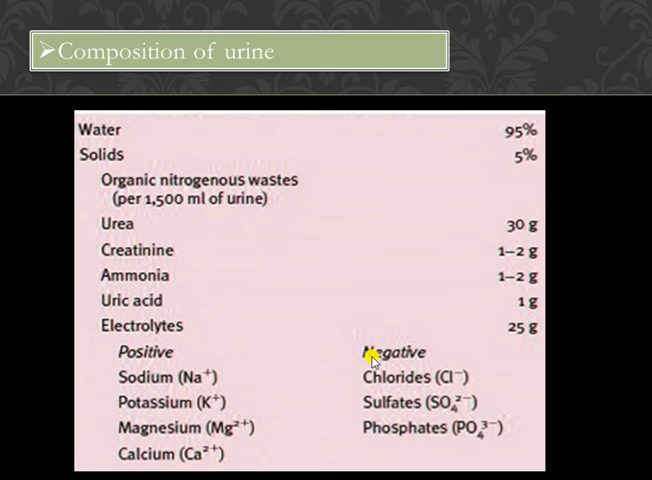 ➢Composition of urine
Water 95%
Solids 5%
Organic nitrogenous wastes
(per 1,500 ml of urine)
Urea 30 g
Creatinine 1–2 g
Ammonia 1–2 g
Uric acid 1 g
Electrolytes 25 g
Positive Negative
Sodium (Na⁺) Chlorides (Cl⁻)
Potassium (K⁺) Sulfates (SO₄²⁻)
Magnesium (Mg²⁺) Phosphates (PO₄³⁻)
Calcium (Ca²⁺)